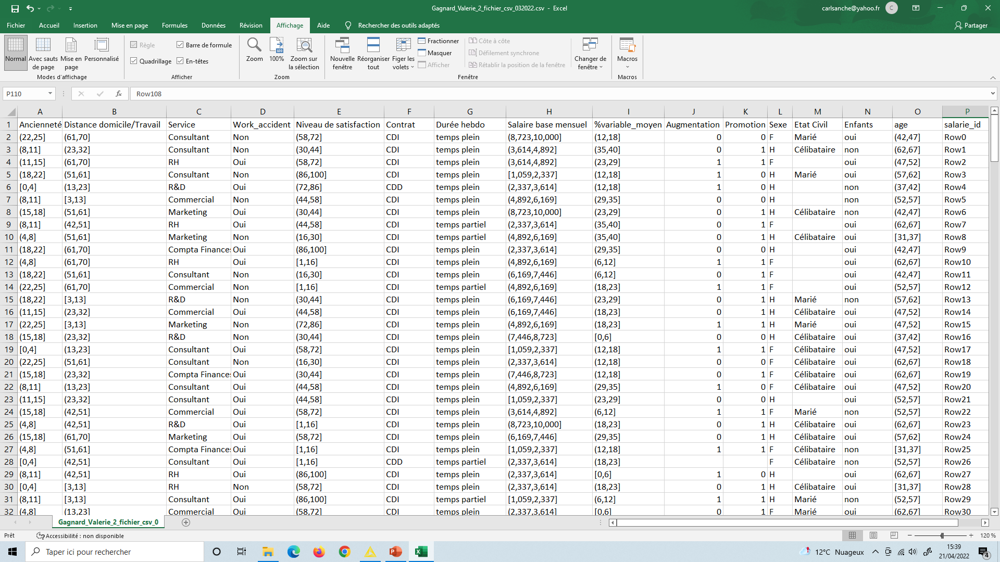 Gagnard_Valerie_2_fichier_csv_032022.csv - Excel
carlsanche@yahoo.fr C
Fichier Accueil Insertion Mise en page Formules Données Révision Affichage Aide Rechercher des outils adaptés Partager
Normal Avec sauts de page Mise en page Personnalisé
Modes d'affichage
Règle Barre de formule
Quadrillage En-têtes
Afficher
Zoom 100% Zoom sur la sélection
Zoom
Nouvelle fenêtre Réorganiser tout Figer les volets
Fractionner
Masquer
Afficher
Côte à côte
Défilement synchrone
Rétablir la position de la fenêtre
Changer de fenêtre
Fenêtre
Macros
Macros
P110 fx Row108
A B C D E F G H I J K L M N O P
1 Ancienneté Distance domicile/Travail Service Work_accident Niveau de satisfaction Contrat Durée hebdo Salaire base mensuel %variable_moyen Augmentation Promotion Sexe Etat Civil Enfants age salarie_id
2 (22,25] (61,70] Consultant Non (58,72] CDI temps plein (8,723,10,000] (12,18] 0 0 F Marié oui (42,47] Row0
3 (8,11] (23,32] Consultant Non (30,44] CDI temps plein (3,614,4,892] (35,40] 0 1 H Célibataire non (62,67] Row1
4 (11,15] (61,70] RH Oui (58,72] CDI temps plein (3,614,4,892] (23,29] 1 1 F oui (47,52] Row2
5 (18,22] (51,61] Consultant Non (86,100] CDI temps plein [1,059,2,337] (12,18] 1 0 H Marié oui (57,62] Row3
6 [0,4] (13,23] R&D Oui (72,86] CDD temps plein (2,337,3,614] (12,18] 1 0 H non (37,42] Row4
7 (8,11] [3,13] Commercial Non (44,58] CDI temps plein (4,892,6,169] (29,35] 0 0 H non (52,57] Row5
8 (15,18] (51,61] Marketing Oui (30,44] CDI temps plein (8,723,10,000] (23,29] 0 1 H Célibataire non (42,47] Row6
9 (8,11] (42,51] RH Oui (44,58] CDI temps partiel (2,337,3,614] (35,40] 0 1 F oui (62,67] Row7
10 (4,8] (51,61] Marketing Non (16,30] CDI temps partiel (4,892,6,169] (35,40] 0 1 H Célibataire oui [31,37] Row8
11 (18,22] (61,70] Compta Finances Oui (86,100] CDI temps plein (2,337,3,614] (29,35] 0 0 H oui (42,47] Row9
12 (4,8] (61,70] RH Oui [1,16] CDI temps plein (4,892,6,169] (6,12] 1 1 F oui (62,67] Row10
13 (18,22] (51,61] Consultant Non (16,30] CDI temps plein (6,169,7,446] (6,12] 0 1 F oui (42,47] Row11
14 (22,25] (61,70] Commercial Non [1,16] CDI temps partiel (4,892,6,169] (18,23] 1 1 F oui (52,57] Row12
15 (18,22] [3,13] R&D Non (30,44] CDI temps plein (6,169,7,446] (23,29] 0 1 H Marié non (57,62] Row13
16 (11,15] (23,32] Commercial Oui (44,58] CDI temps plein (6,169,7,446] (18,23] 0 1 H Célibataire oui (47,52] Row14
17 (22,25] [3,13] Marketing Non (72,86] CDI temps plein (4,892,6,169] (18,23] 1 1 H Marié oui (47,52] Row15
18 (15,18] (23,32] R&D Non (30,44] CDI temps plein (7,446,8,723] [0,6] 0 0 H Célibataire oui (37,42] Row16
19 [0,4] (13,23] Consultant Oui (58,72] CDI temps plein [1,059,2,337] (12,18] 1 1 F Célibataire oui (47,52] Row17
20 (22,25] (51,61] Consultant Non (16,30] CDI temps plein (2,337,3,614] (12,18] 0 0 F Célibataire oui (62,67] Row18
21 (15,18] (23,32] Compta Finances Oui (30,44] CDI temps plein (7,446,8,723] (12,18] 0 1 F Célibataire oui (62,67] Row19
22 (8,11] (13,23] Consultant Oui (44,58] CDI temps plein (4,892,6,169] (29,35] 1 0 F Célibataire oui (47,52] Row20
23 (11,15] (23,32] Consultant Oui (44,58] CDI temps plein [1,059,2,337] (23,29] 0 0 H oui (52,57] Row21
24 (15,18] (42,51] Commercial Oui (58,72] CDI temps plein (3,614,4,892] (6,12] 1 1 F Marié non (52,57] Row22
25 (4,8] (42,51] R&D Oui [1,16] CDI temps plein (8,723,10,000] (18,23] 0 1 H Célibataire oui (62,67] Row23
26 (15,18] (61,70] Marketing Oui (58,72] CDI temps plein (6,169,7,446] (29,35] 0 1 H Célibataire oui (57,62] Row24
27 (4,8] (51,61] Compta Finances Oui [1,16] CDI temps plein [1,059,2,337] (12,18] 1 1 F Célibataire non [31,37] Row25
28 [0,4] (42,51] Consultant Oui [1,16] CDD temps partiel (2,337,3,614] (18,23] F Célibataire non (52,57] Row26
29 (8,11] (42,51] RH Oui (86,100] CDI temps plein (2,337,3,614] [0,6] 1 0 H oui (62,67] Row27
30 [0,4] [3,13] RH Non (58,72] CDI temps plein (2,337,3,614] (18,23] 0 1 H Célibataire oui [31,37] Row28
31 (8,11] [3,13] Consultant Oui (86,100] CDI temps partiel [1,059,2,337] (6,12] 1 1 H Marié non (52,57] Row29
32 (4,8] (13,23] Commercial Oui (58,72] CDI temps plein (2,337,3,614] [0,6] 0 1 F Marié oui (62,67] Row30
Gagnard_Valerie_2_fichier_csv_0
Prêt Accessibilité : non disponible 120 %
Taper ici pour rechercher
12°C Nuageux 15:39
21/04/2022 4